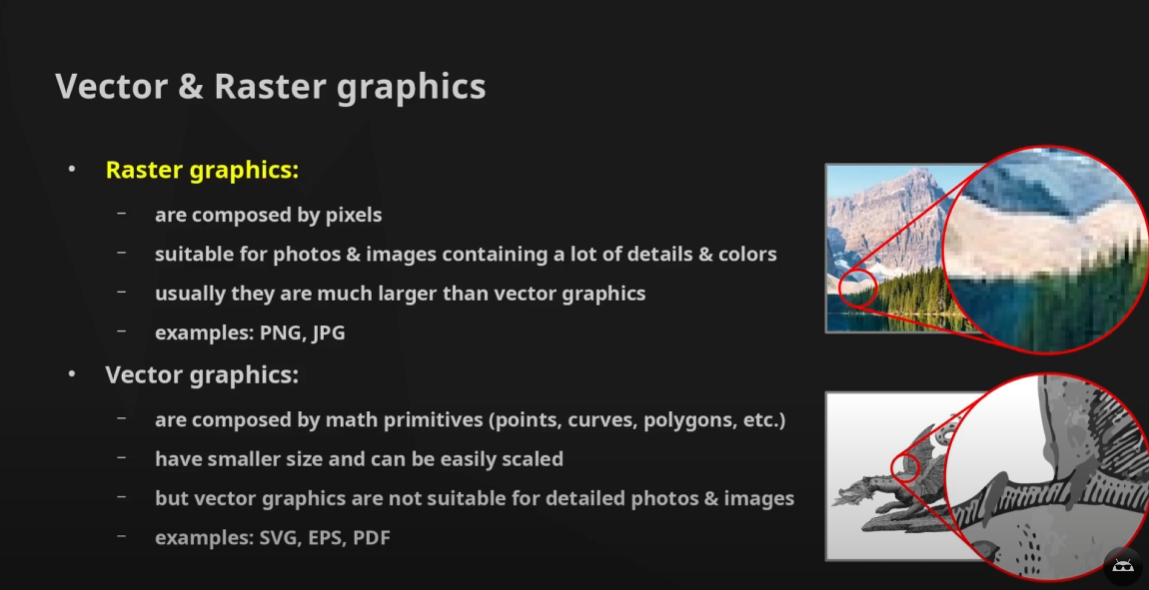 Vector & Raster graphics
• Raster graphics:
– are composed by pixels
– suitable for photos & images containing a lot of details & colors
– usually they are much larger than vector graphics
– examples: PNG, JPG
• Vector graphics:
– are composed by math primitives (points, curves, polygons, etc.)
– have smaller size and can be easily scaled
– but vector graphics are not suitable for detailed photos & images
– examples: SVG, EPS, PDF